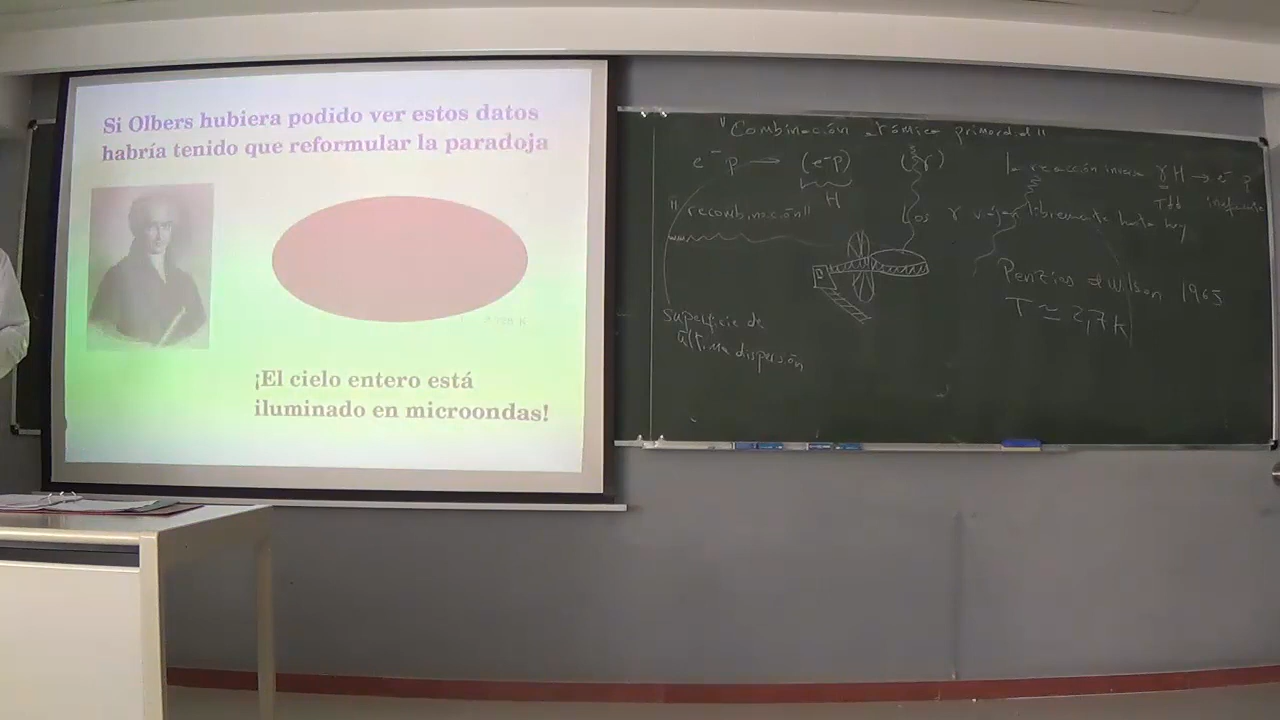 Si Olbers hubiera podido ver estos datos
habría tenido que reformular la paradoja
¡El cielo entero está
iluminado en microondas!
"Combinación atómica primordial"
e⁻ p → (e⁻p) (γ)
H
la reacción inversa γ H → e⁻ p
"recombinación"
Los γ viajan libremente hasta hoy
Penzias & Wilson 1965
T ≃ 2,7 K
Superficie de
última dispersión